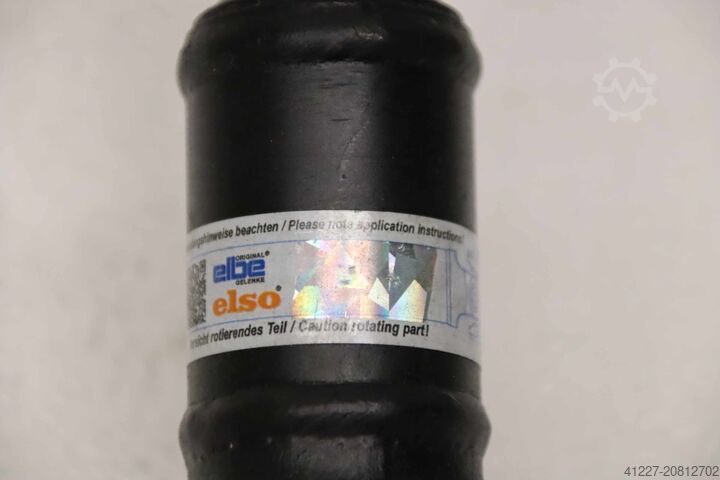 beachten / Please note application instructions!
ORIGINAL
elbe®
GELENKE
elso®
rotierendes Teil / Caution rotating part!
41227-20812702